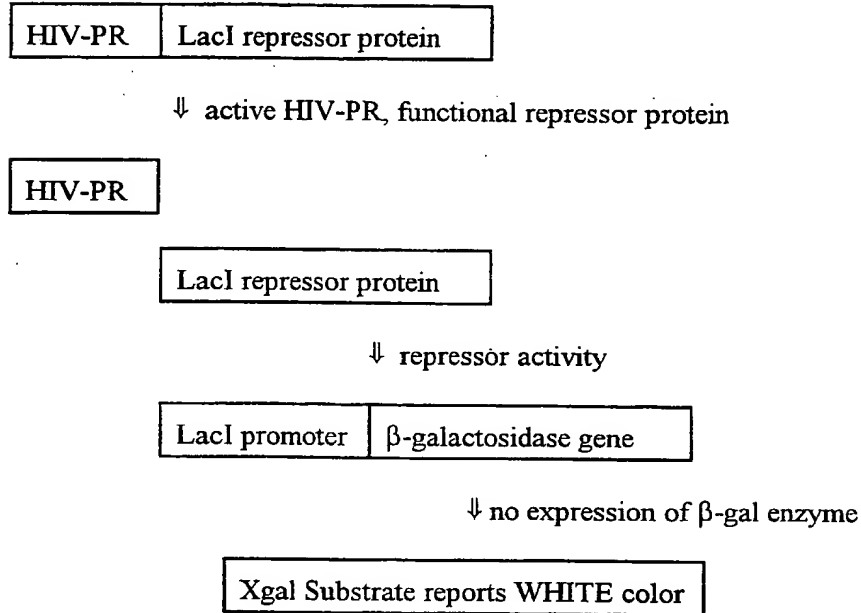 HIV-PR LacI repressor protein
⇓ active HIV-PR, functional repressor protein
HIV-PR
LacI repressor protein
⇓ repressor activity
LacI promoter β-galactosidase gene
⇓ no expression of β-gal enzyme
Xgal Substrate reports WHITE color